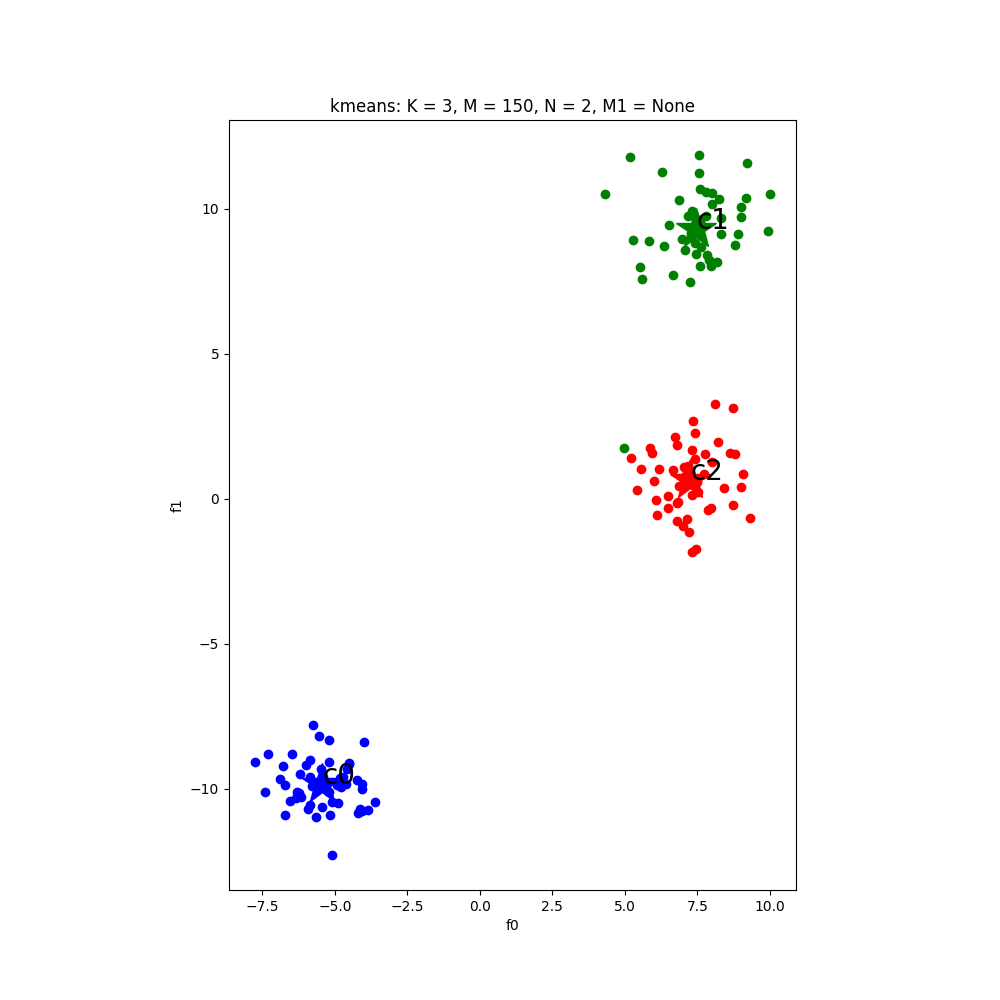 kmeans: K = 3, M = 150, N = 2, M1 = None
10
c1
5
f1
c2
0
−5
c0
−10
−7.5 −5.0 −2.5 0.0 2.5 5.0 7.5 10.0
f0